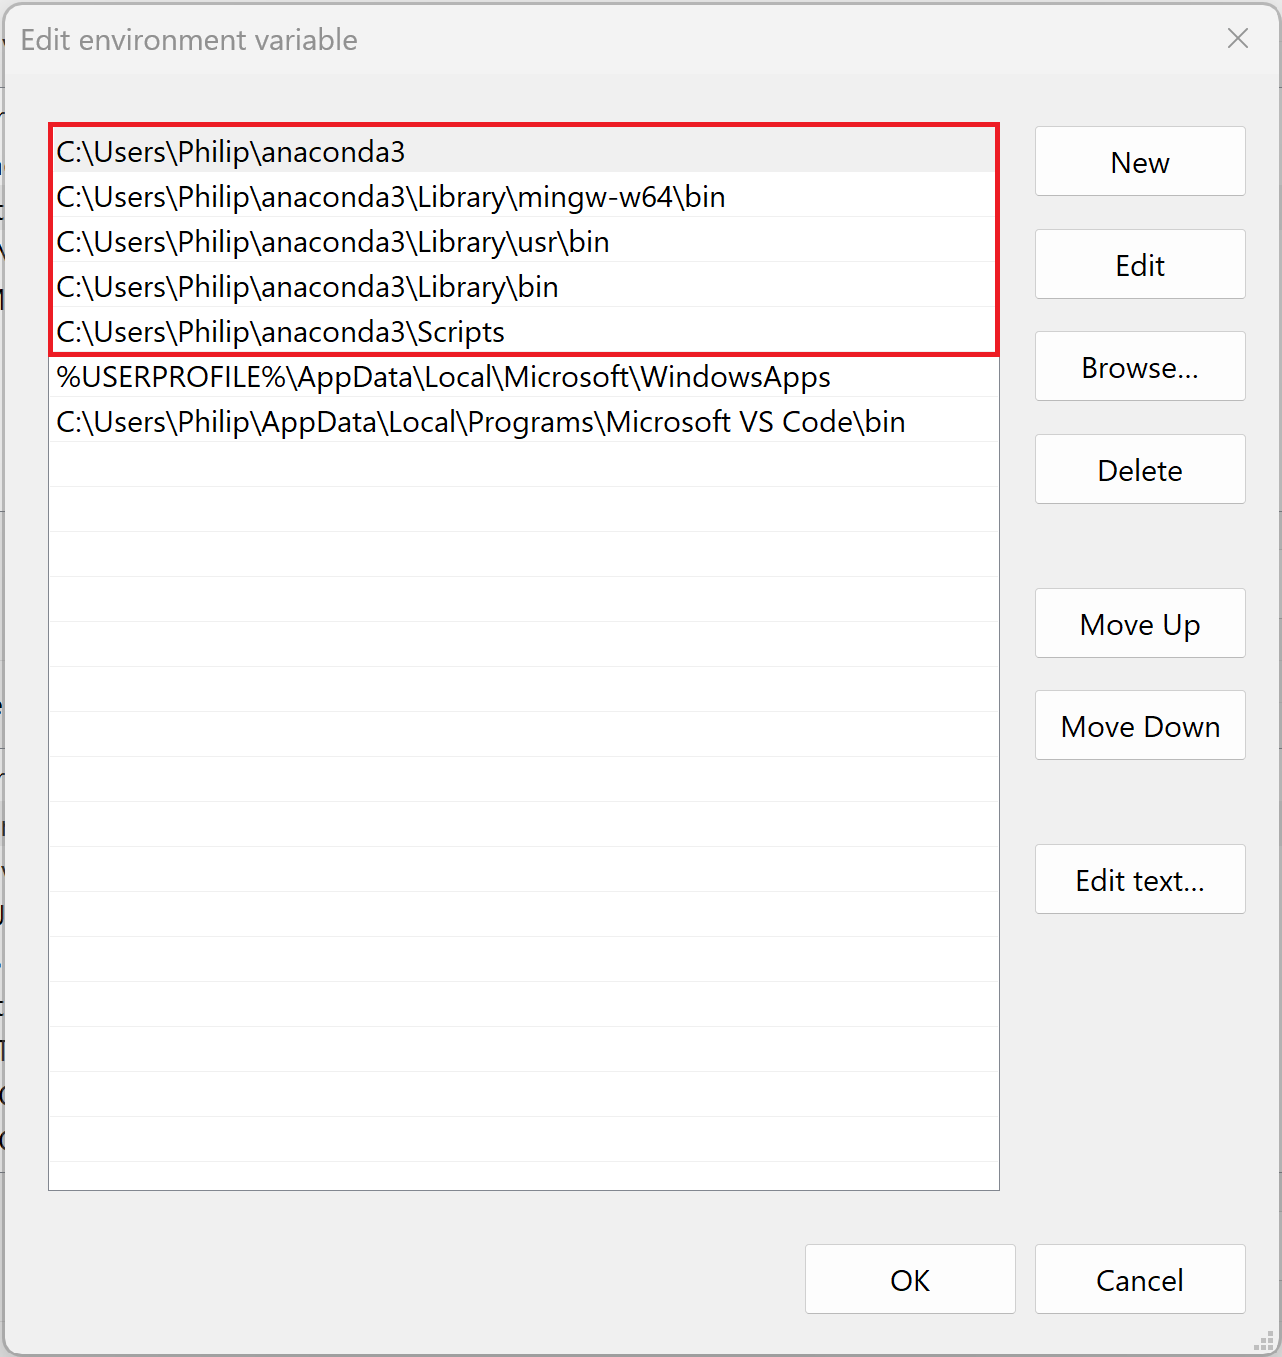 Edit environment variable
C:\Users\Philip\anaconda3
C:\Users\Philip\anaconda3\Library\mingw-w64\bin
C:\Users\Philip\anaconda3\Library\usr\bin
C:\Users\Philip\anaconda3\Library\bin
C:\Users\Philip\anaconda3\Scripts
%USERPROFILE%\AppData\Local\Microsoft\WindowsApps
C:\Users\Philip\AppData\Local\Programs\Microsoft VS Code\bin
New
Edit
Browse...
Delete
Move Up
Move Down
Edit text...
OK
Cancel